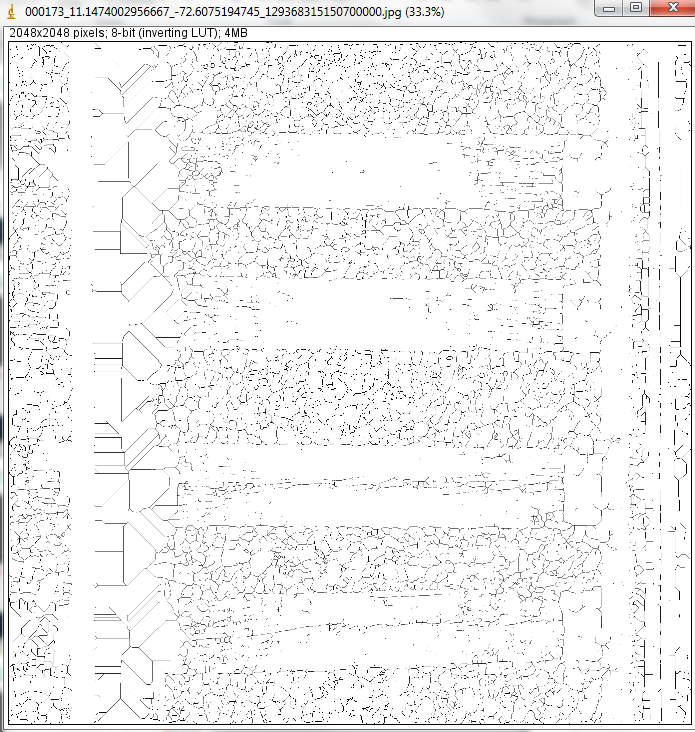 000173_11.1474002956667_-72.6075194745_129368315150700000.jpg (33.3%)
2048x2048 pixels; 8-bit (inverting LUT); 4MB